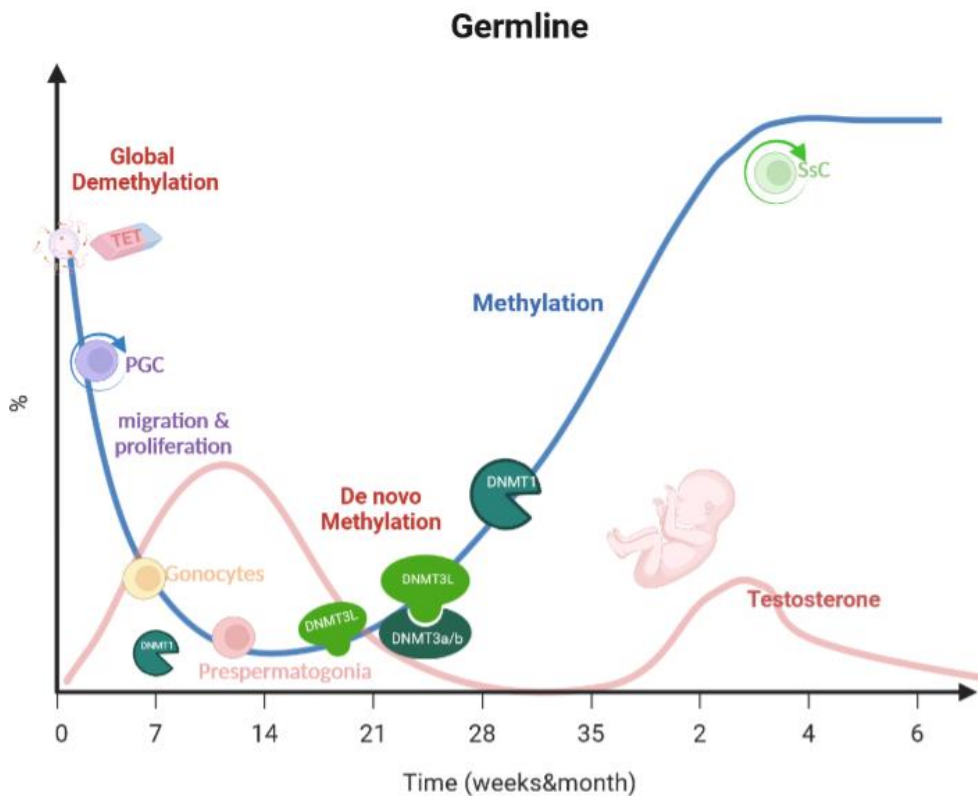 Germline
Global
Demethylation
TET
PGC
migration &
proliferation
%
Gonocytes
DNMT1
Prespermatogonia
De novo
Methylation
DNMT3L
DNMT3L
DNMT3a/b
DNMT1
Methylation
SsC
Testosterone
0 7 14 21 28 35 2 4 6
Time (weeks&month)